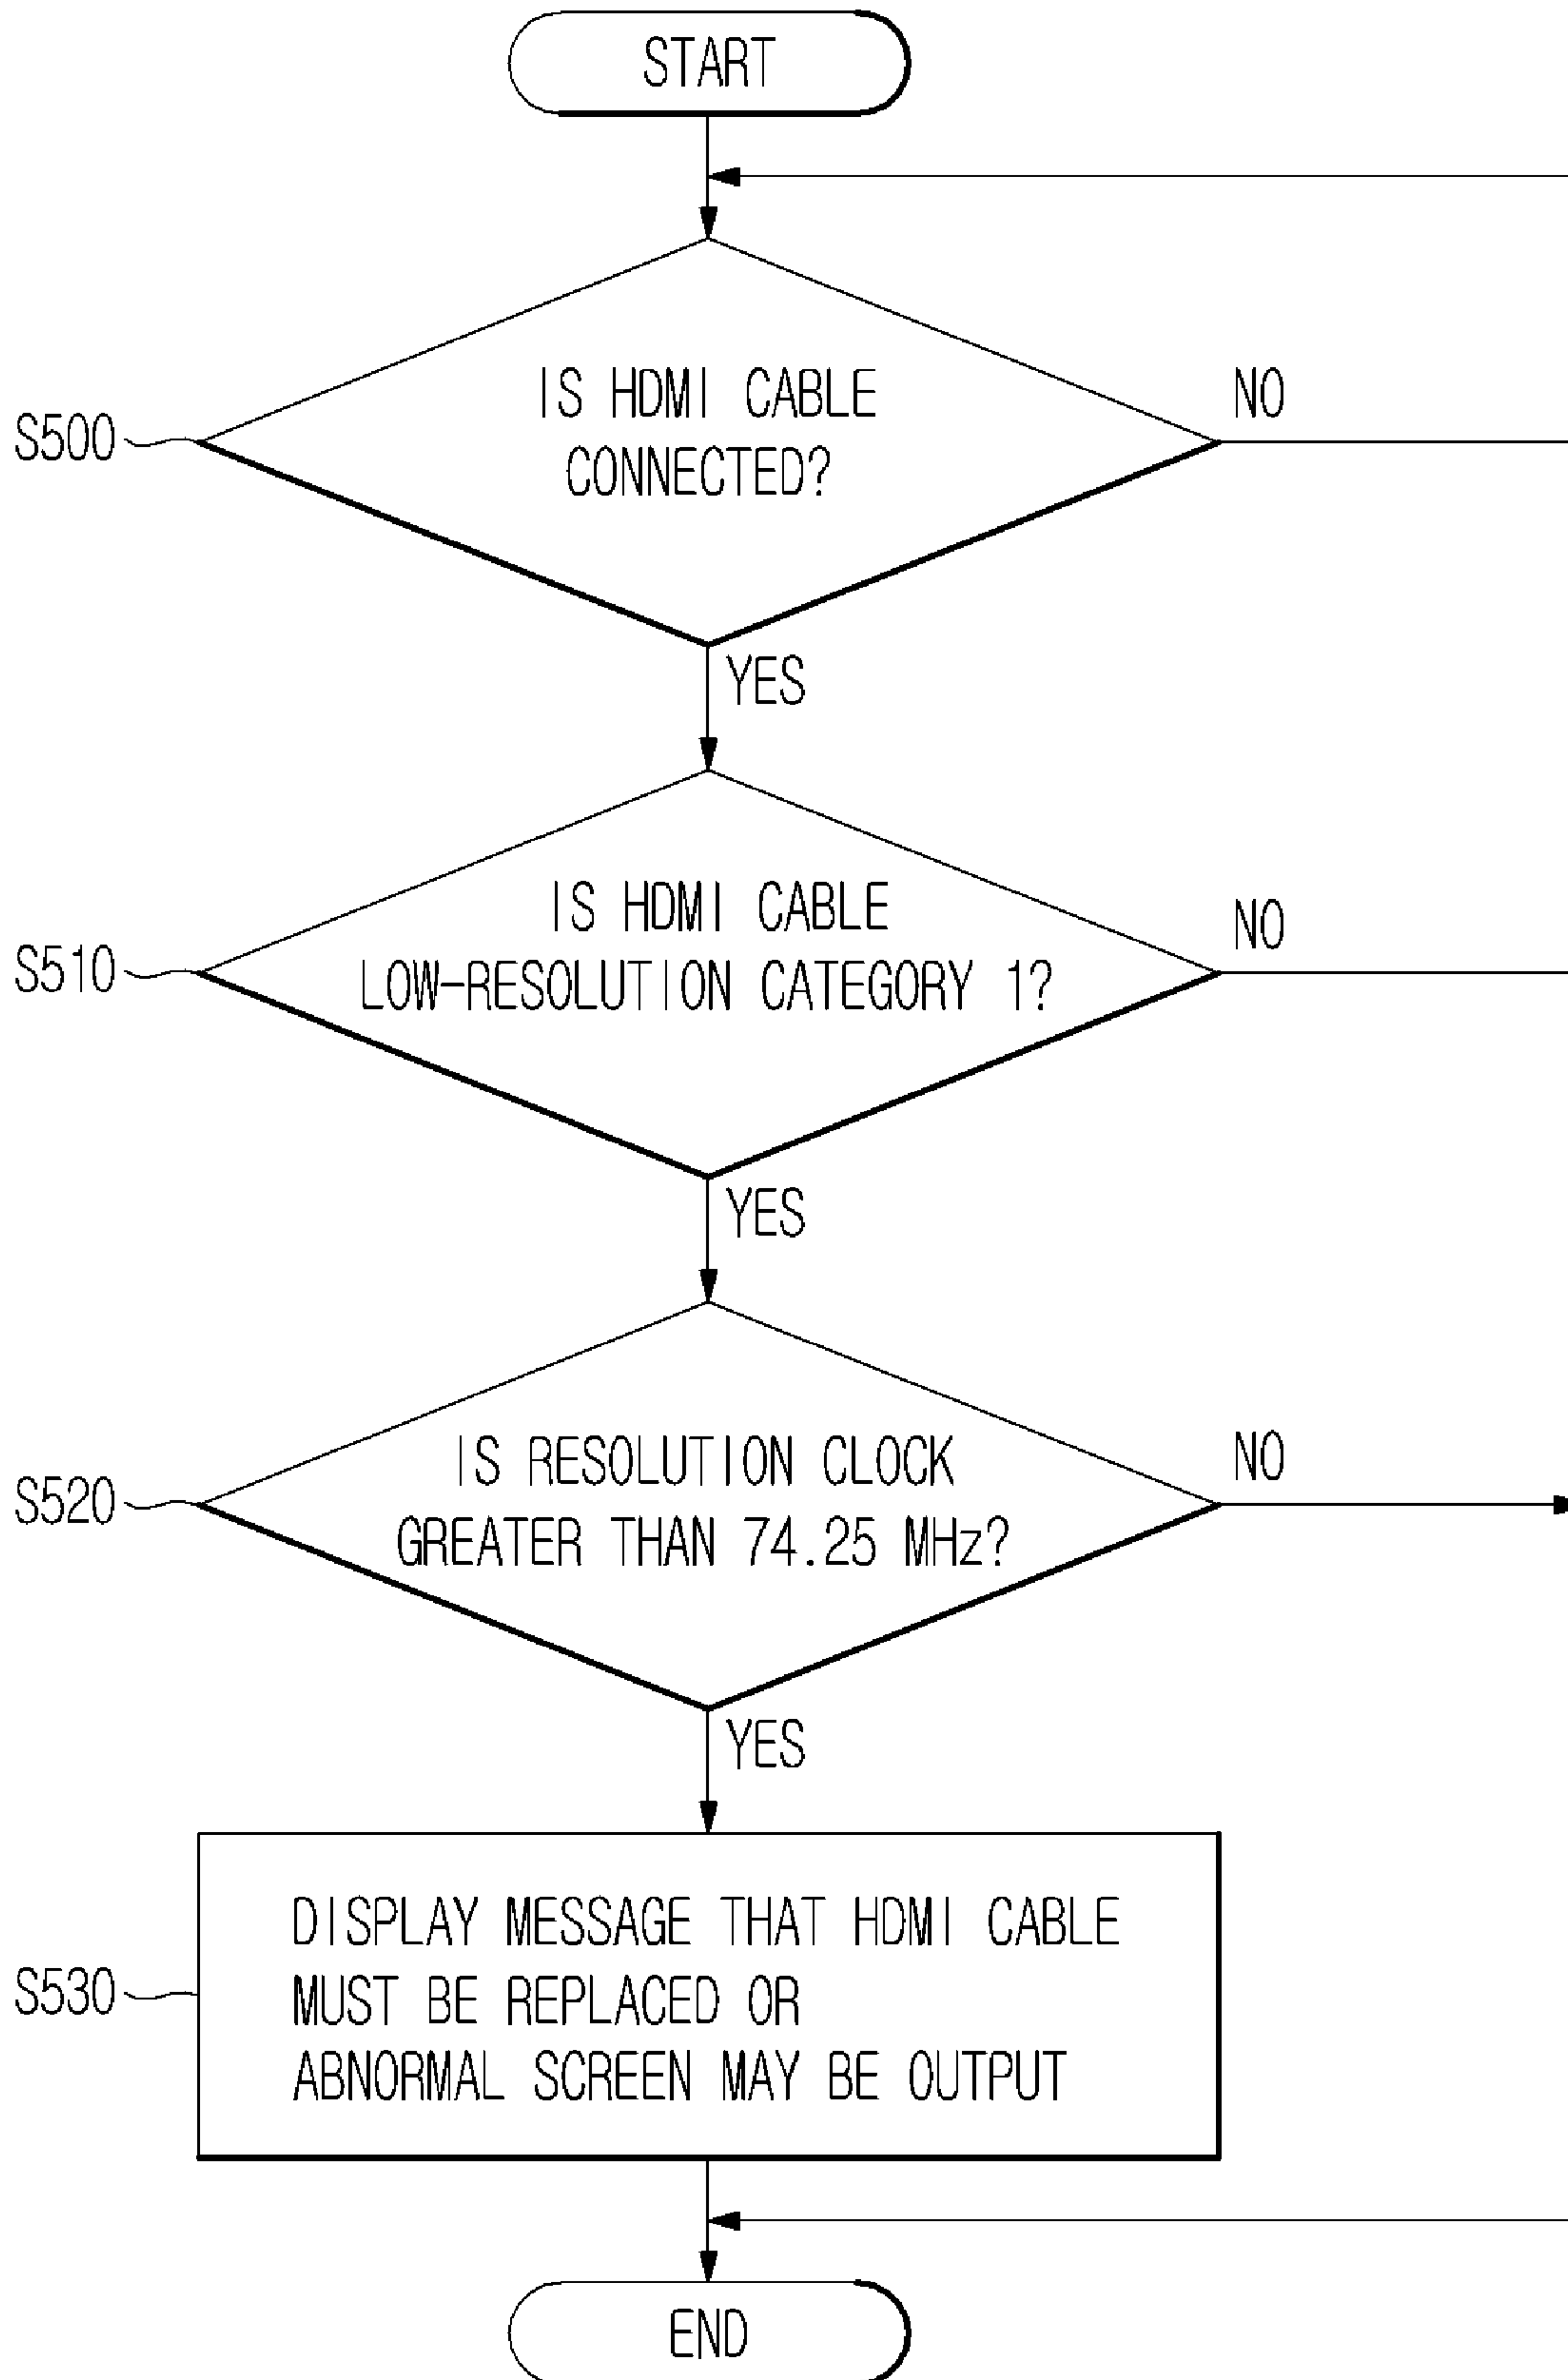 START
IS HDMI CABLE
CONNECTED?
NO
S500
YES
IS HDMI CABLE
LOW-RESOLUTION CATEGORY 1?
NO
S510
YES
IS RESOLUTION CLOCK
GREATER THAN 74.25 MHz?
NO
S520
YES
DISPLAY MESSAGE THAT HDMI CABLE
MUST BE REPLACED OR
ABNORMAL SCREEN MAY BE OUTPUT
S530
END